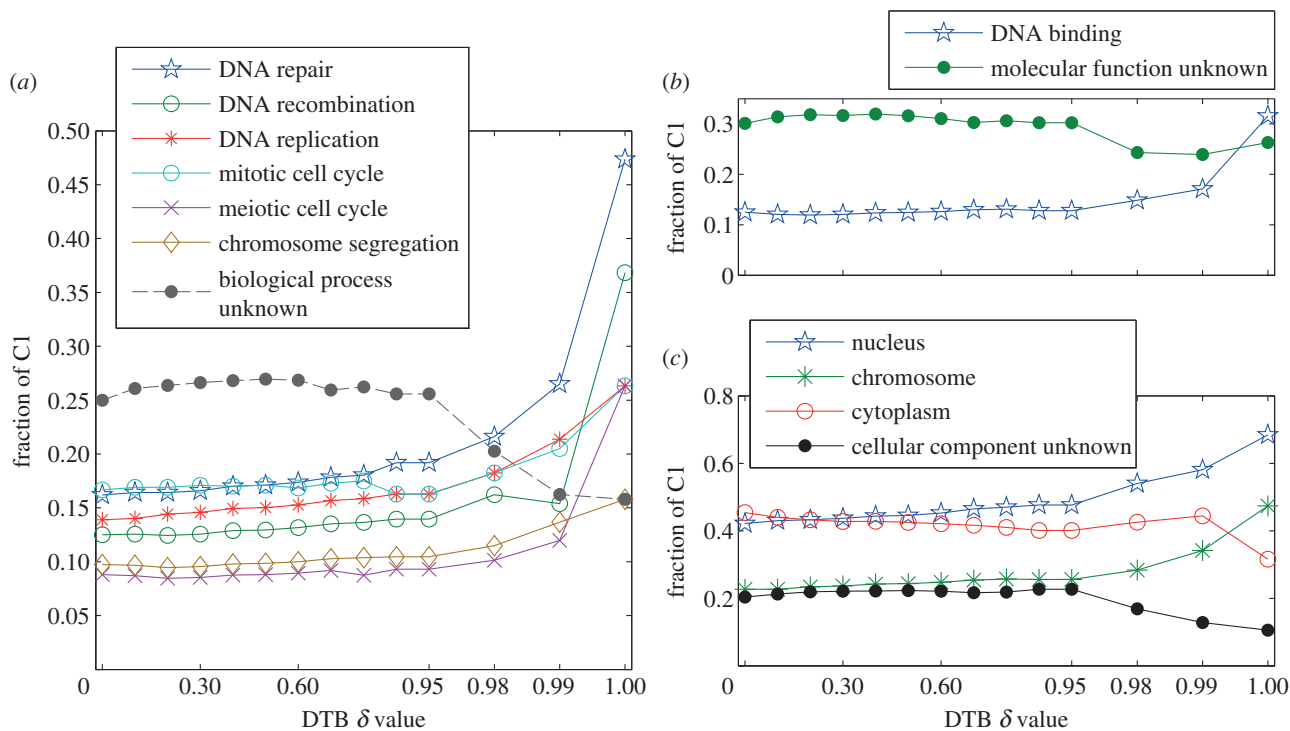 (a)
DNA repair
DNA recombination
DNA replication
mitotic cell cycle
meiotic cell cycle
chromosome segregation
biological process
unknown
0.50
0.45
0.40
0.35
0.30
0.25
0.20
0.15
0.10
0.05
fraction of C1
0 0.30 0.60 0.95 0.98 0.99 1.00
DTB δ value
(b)
DNA binding
molecular function unknown
0.3
0.2
0.1
0
fraction of C1
(c)
nucleus
chromosome
cytoplasm
cellular component unknown
0.8
0.6
0.4
0.2
fraction of C1
0 0.30 0.60 0.95 0.98 0.99 1.00
DTB δ value